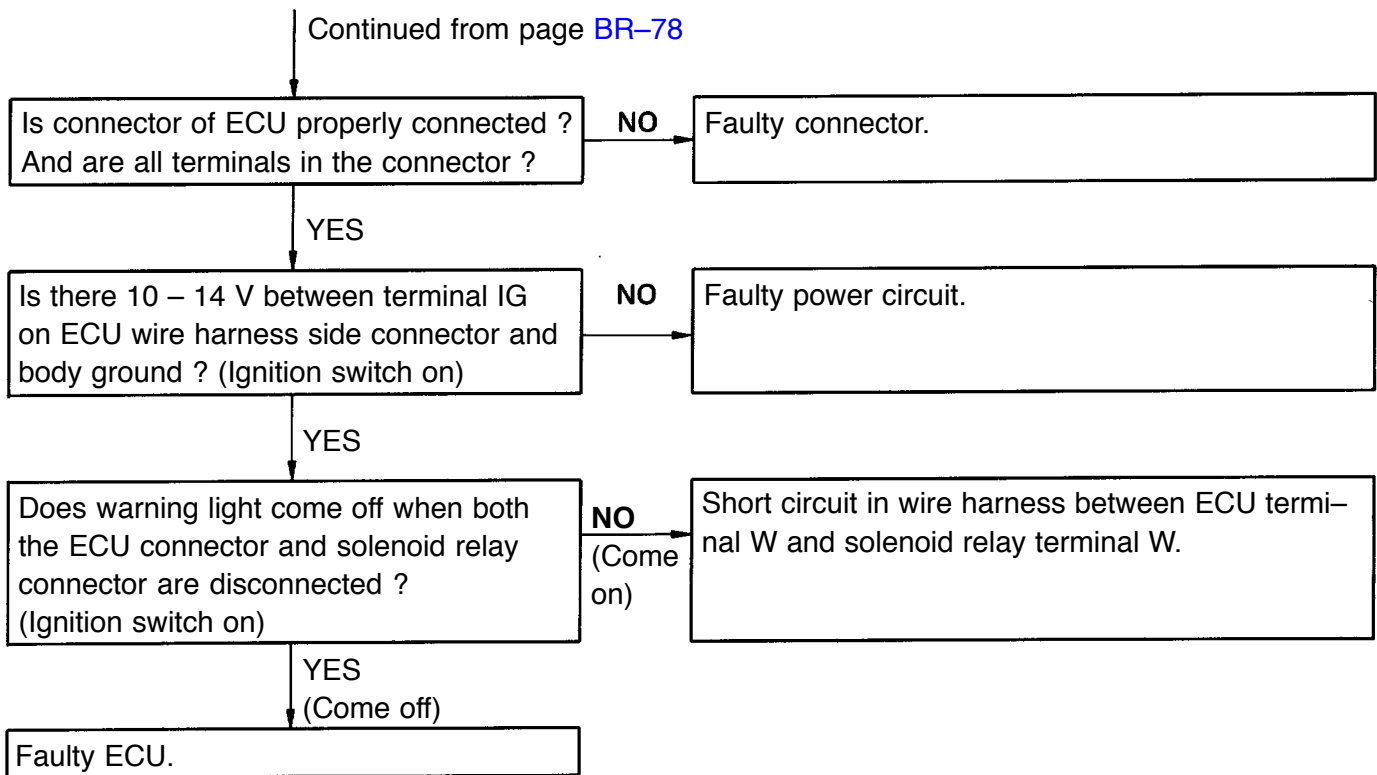 Continued from page BR–78
Is connector of ECU properly connected ?
And are all terminals in the connector ?
NO
Faulty connector.
YES
Is there 10 – 14 V between terminal IG
on ECU wire harness side connector and
body ground ? (Ignition switch on)
NO
Faulty power circuit.
YES
Does warning light come off when both
the ECU connector and solenoid relay
connector are disconnected ?
(Ignition switch on)
NO
(Come
on)
Short circuit in wire harness between ECU termi–
nal W and solenoid relay terminal W.
YES
(Come off)
Faulty ECU.